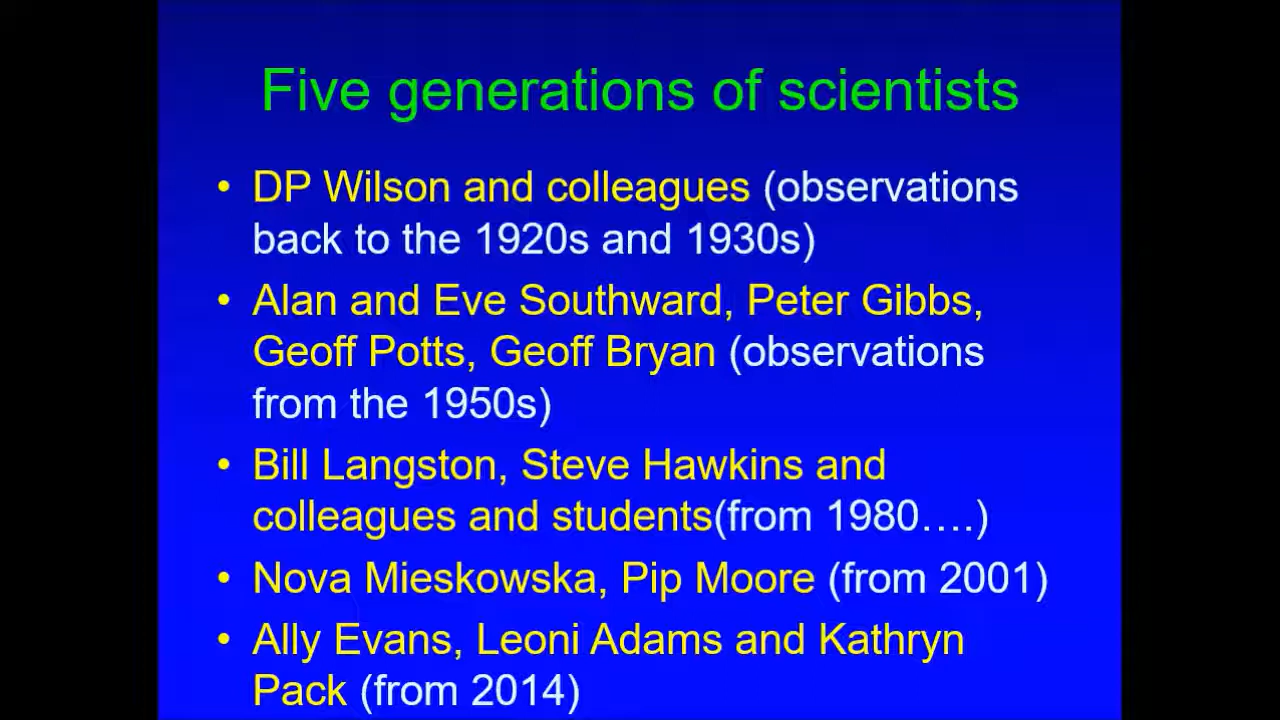 Five generations of scientists
• DP Wilson and colleagues (observations
back to the 1920s and 1930s)
• Alan and Eve Southward, Peter Gibbs,
Geoff Potts, Geoff Bryan (observations
from the 1950s)
• Bill Langston, Steve Hawkins and
colleagues and students(from 1980….)
• Nova Mieskowska, Pip Moore (from 2001)
• Ally Evans, Leoni Adams and Kathryn
Pack (from 2014)